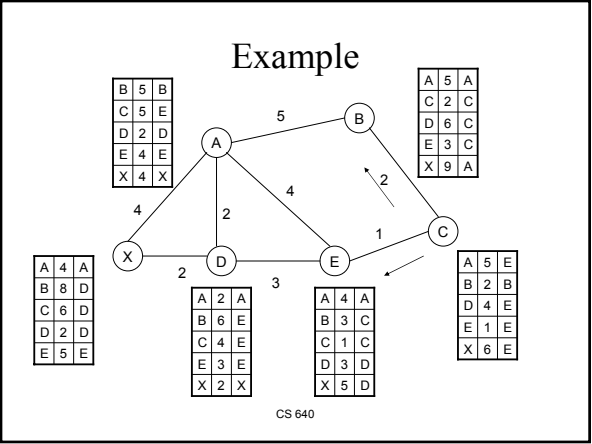 Example
B 5 B
C 5 E
D 2 D
E 4 E
X 4 X
A 5 A
C 2 C
D 6 C
E 3 C
X 9 A
5
B
A
4
2
4
2
1
C
X
D
E
2
3
A 4 A
B 8 D
C 6 D
D 2 D
E 5 E
A 2 A
B 6 E
C 4 E
E 3 E
X 2 X
A 4 A
B 3 C
C 1 C
D 3 D
X 5 D
A 5 E
B 2 B
D 4 E
E 1 E
X 6 E
CS 640